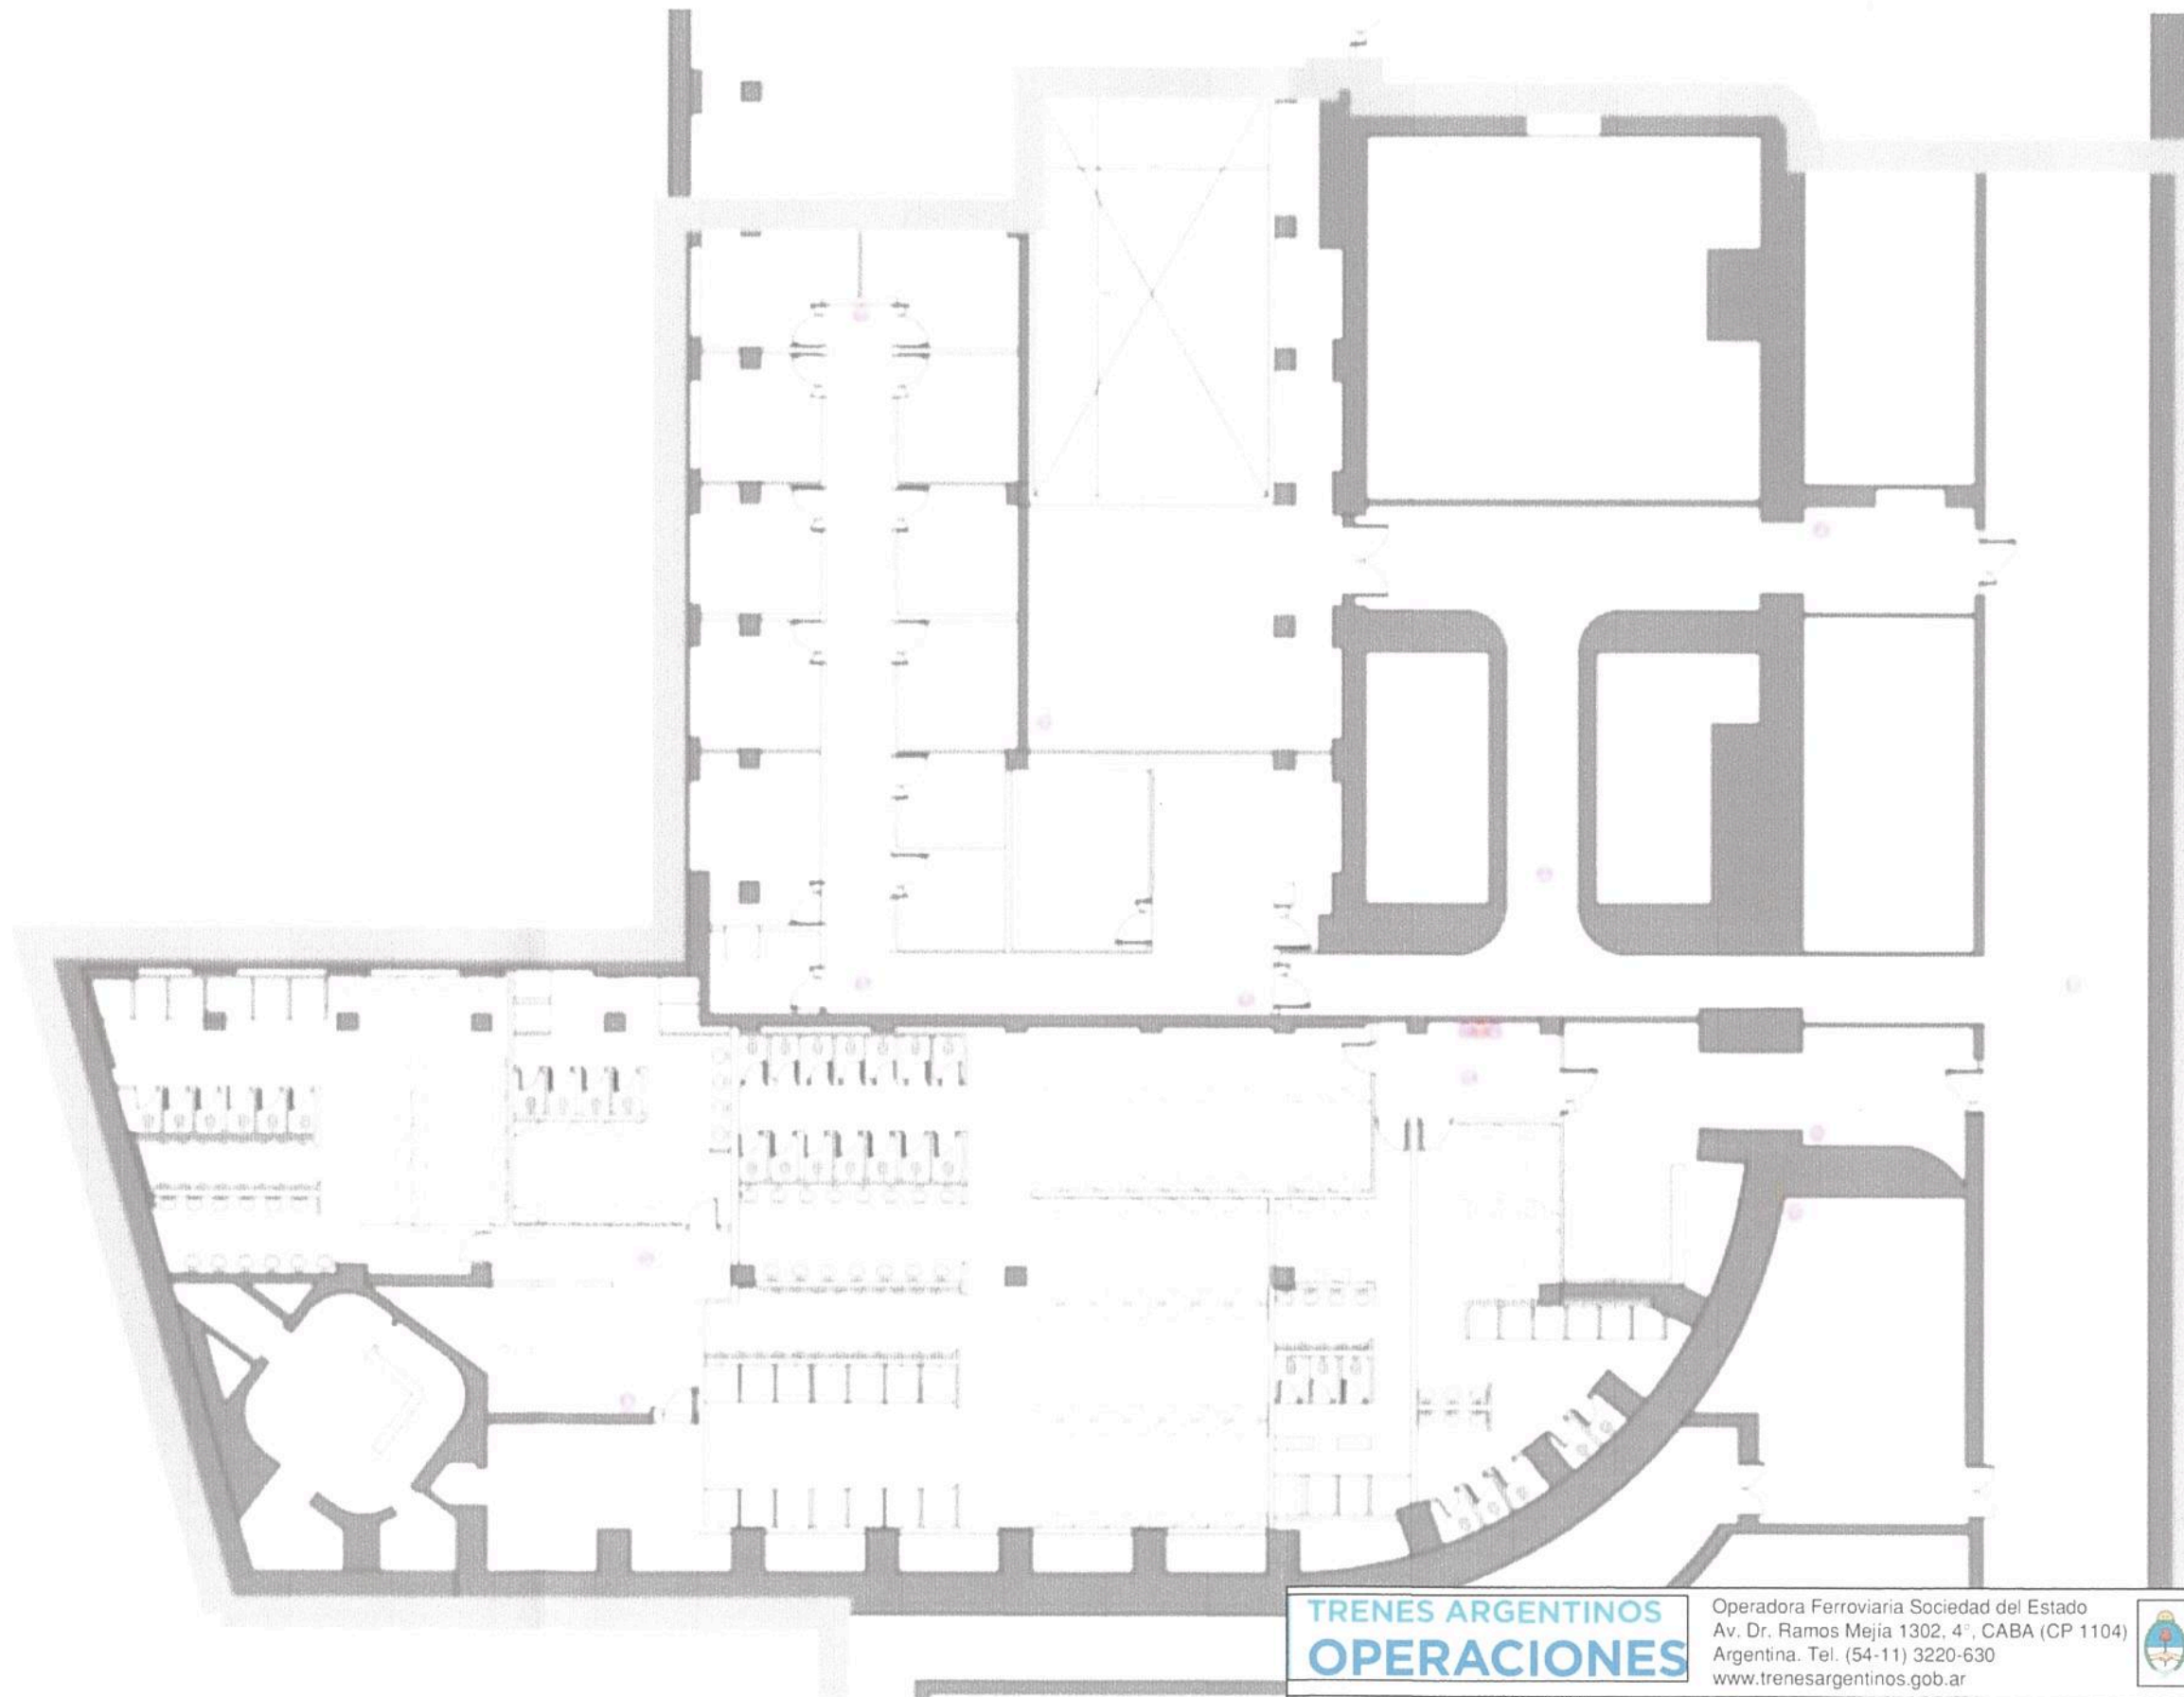 TRENES ARGENTINOS
OPERACIONES
Operadora Ferroviaria Sociedad del Estado
Av. Dr. Ramos Mejía 1302, 4°, CABA (CP 1104)
Argentina. Tel. (54-11) 3220-630
www.trenesargentinos.gob.ar